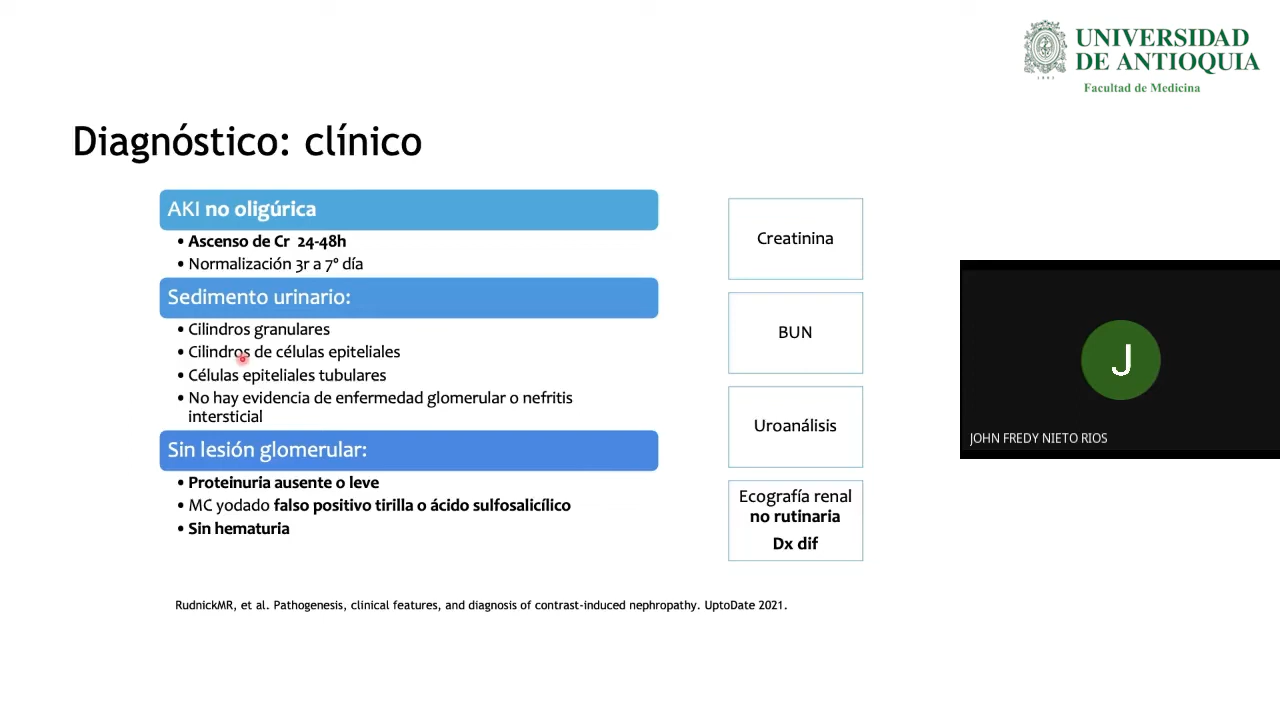 UNIVERSIDAD
DE ANTIOQUIA
Facultad de Medicina
Diagnóstico: clínico
AKI no oligúrica
• Ascenso de Cr 24-48h
• Normalización 3r a 7º día
Sedimento urinario:
• Cilindros granulares
• Cilindros de células epiteliales
• Células epiteliales tubulares
• No hay evidencia de enfermedad glomerular o nefritis
intersticial
Sin lesión glomerular:
• Proteinuria ausente o leve
• MC yodado falso positivo tirilla o ácido sulfosalicílico
• Sin hematuria
Creatinina
BUN
Uroanálisis
Ecografía renal
no rutinaria
Dx dif
J
JOHN FREDY NIETO RIOS
RudnickMR, et al. Pathogenesis, clinical features, and diagnosis of contrast-induced nephropathy. UptoDate 2021.